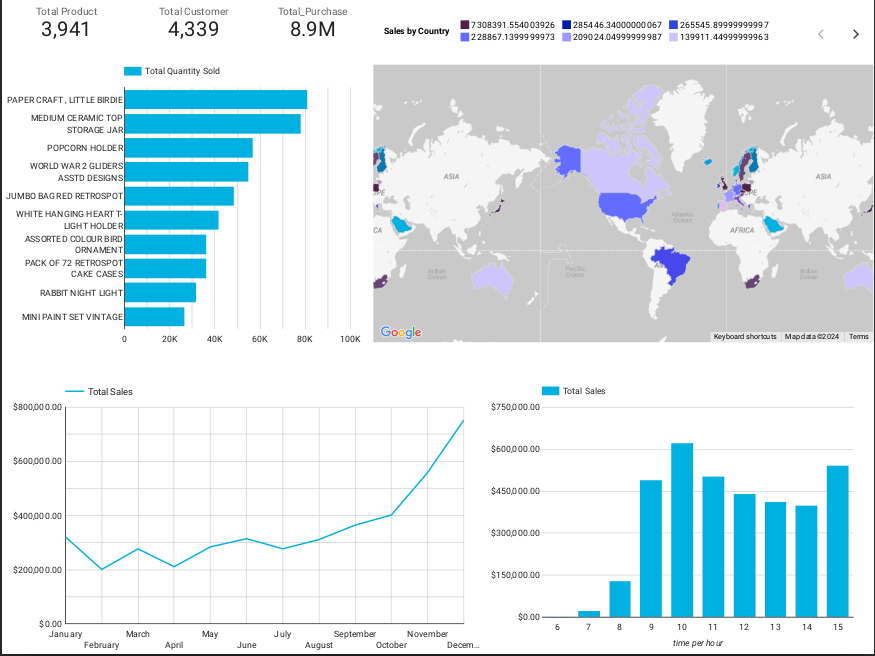 Total Product
3,941
Total Customer
4,339
Total_Purchase
8.9M
Sales by Country
7308391.554003926
285446.34000000067
265545.89999999997
228867.1399999973
209024.04999999987
139911.44999999963
Total Quantity Sold
PAPER CRAFT , LITTLE BIRDIE
MEDIUM CERAMIC TOP
STORAGE JAR
POPCORN HOLDER
WORLD WAR 2 GLIDERS
ASSTD DESIGNS
JUMBO BAG RED RETROSPOT
WHITE HANGING HEART T-
LIGHT HOLDER
ASSORTED COLOUR BIRD
ORNAMENT
PACK OF 72 RETROSPOT
CAKE CASES
RABBIT NIGHT LIGHT
MINI PAINT SET VINTAGE
0
20K
40K
60K
80K
100K
ASIA
Indian
Ocean
Pacific
Ocean
Atlantic
Ocean
AFRICA
ASIA
Indian
Ocean
Google
Keyboard shortcuts
Map data ©2024
Terms
Total Sales
$800,000.00
$600,000.00
$400,000.00
$200,000.00
$0.00
January
February
March
April
May
June
July
August
September
October
November
Decem...
Total Sales
$750,000.00
$600,000.00
$450,000.00
$300,000.00
$150,000.00
$0.00
6
7
8
9
10
11
12
13
14
15
time per hour